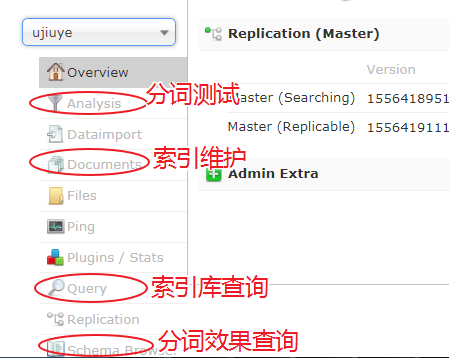 ujiuye
Overview
Analysis
Dataimport
Documents
Files
Ping
Plugins / Stats
Query
Replication
Schema Browser
分词测试
索引维护
索引库查询
分词效果查询
Replication (Master)
Version
Master (Searching) 1556418951
Master (Replicable) 1556419111
Admin Extra